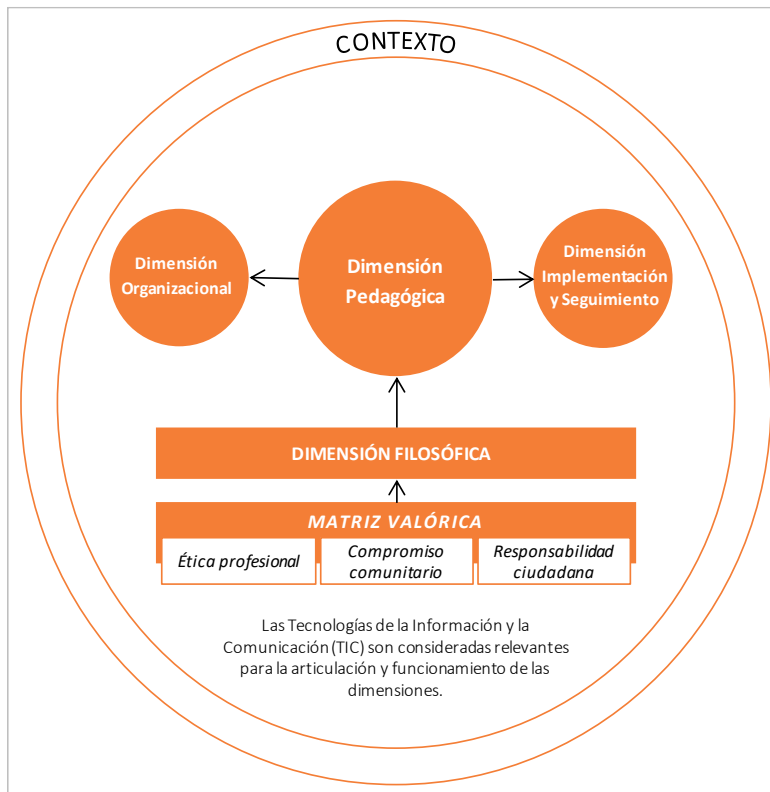 CONTEXTO
Dimensión
Organizacional
Dimensión
Pedagógica
Dimensión
Implementación
y Seguimiento
DIMENSIÓN FILOSÓFICA
MATRIZ VALÓRICA
Ética profesional
Compromiso
comunitario
Responsabilidad
ciudadana
Las Tecnologías de la Información y la
Comunicación (TIC) son consideradas relevantes
para la articulación y funcionamiento de las
dimensiones.